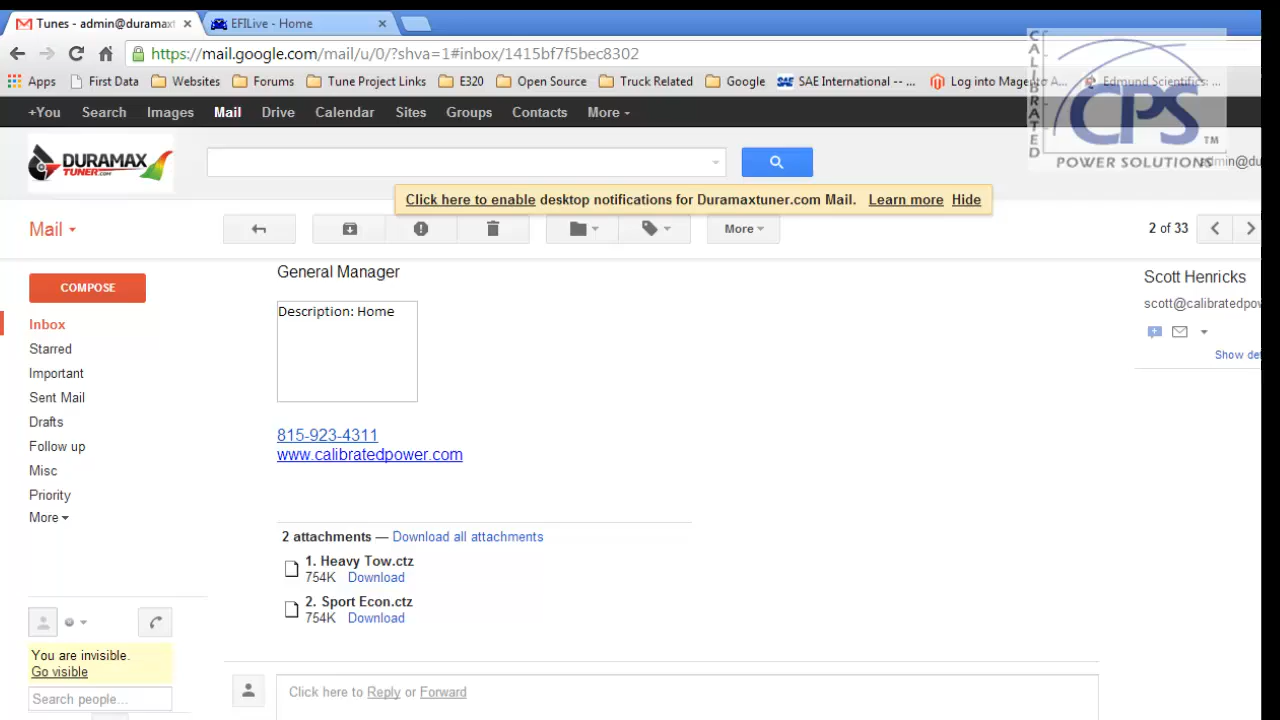 Tunes - admin@duramaxt
EFILive - Home
https://mail.google.com/mail/u/0/?shva=1#inbox/1415bf7f5bec8302
Apps First Data Websites Forums Tune Project Links E320 Open Source Truck Related Google SAE International -- ... Log into Mage A... Edmund Scientific: ...
CALIBRATED
CPS TM
POWER SOLUTIONS
+You Search Images Mail Drive Calendar Sites Groups Contacts More
DURAMAX
TUNER.COM
dmin@du
Click here to enable desktop notifications for Duramaxtuner.com Mail. Learn more Hide
Mail
More
2 of 33
COMPOSE
Inbox
Starred
Important
Sent Mail
Drafts
Follow up
Misc
Priority
More
You are invisible.
Go visible
Search people...
General Manager
Description: Home
815-923-4311
www.calibratedpower.com
2 attachments — Download all attachments
1. Heavy Tow.ctz
754K Download
2. Sport Econ.ctz
754K Download
Click here to Reply or Forward
Scott Henricks
scott@calibratedpov
Show det